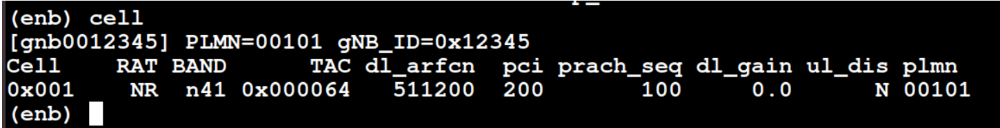 (enb) cell
[gnb0012345] PLMN=00101 gNB_ID=0x12345
Cell RAT BAND TAC dl_arfcn pci prach_seq dl_gain ul_dis plmn
0x001 NR n41 0x000064 511200 200 100 0.0 N 00101
(enb)